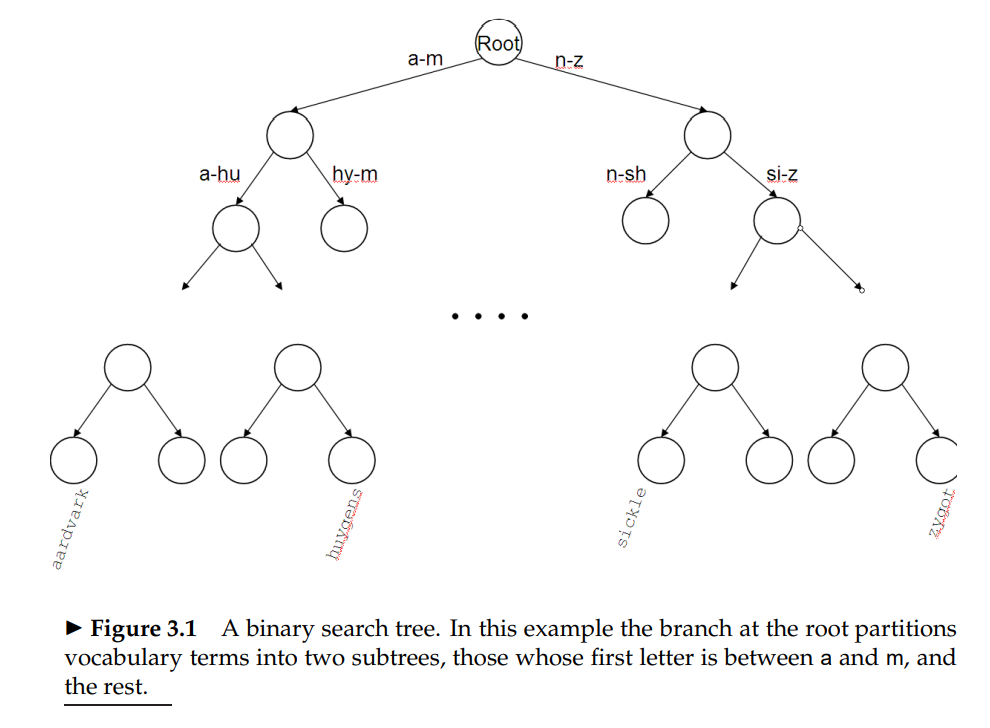 Root
a-m
n-z
a-hu
hy-m
n-sh
si-z
aardvark
huygens
sickle
zygot
► Figure 3.1 A binary search tree. In this example the branch at the root partitions
vocabulary terms into two subtrees, those whose first letter is between a and m, and
the rest.